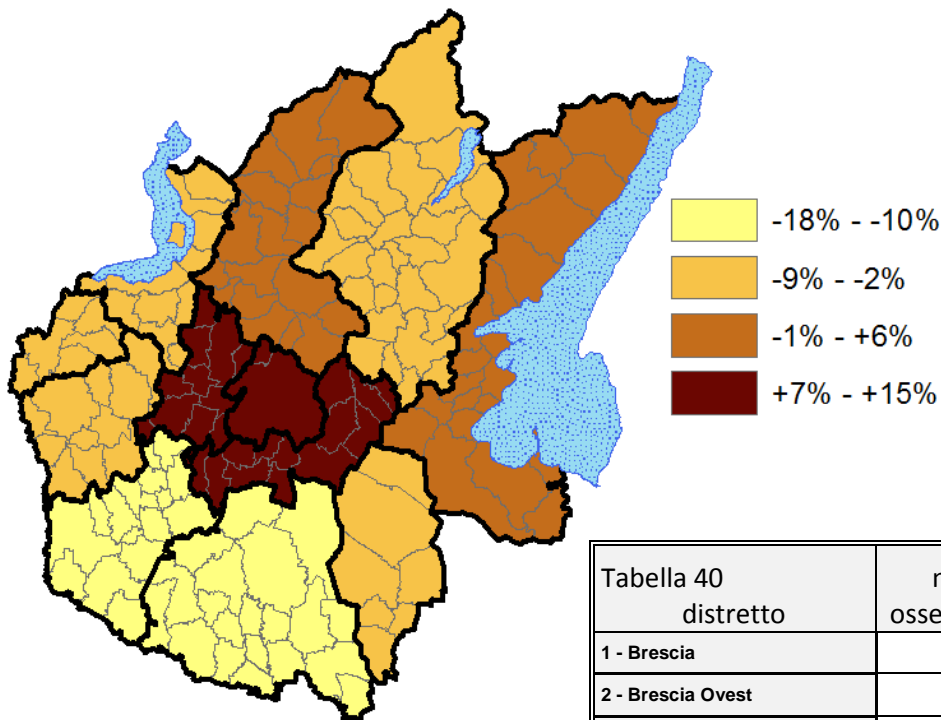 -18% - -10%
-9% - -2%
-1% - +6%
+7% - +15%
Tabella 40
distretto
1 - Brescia
2 - Brescia Ovest